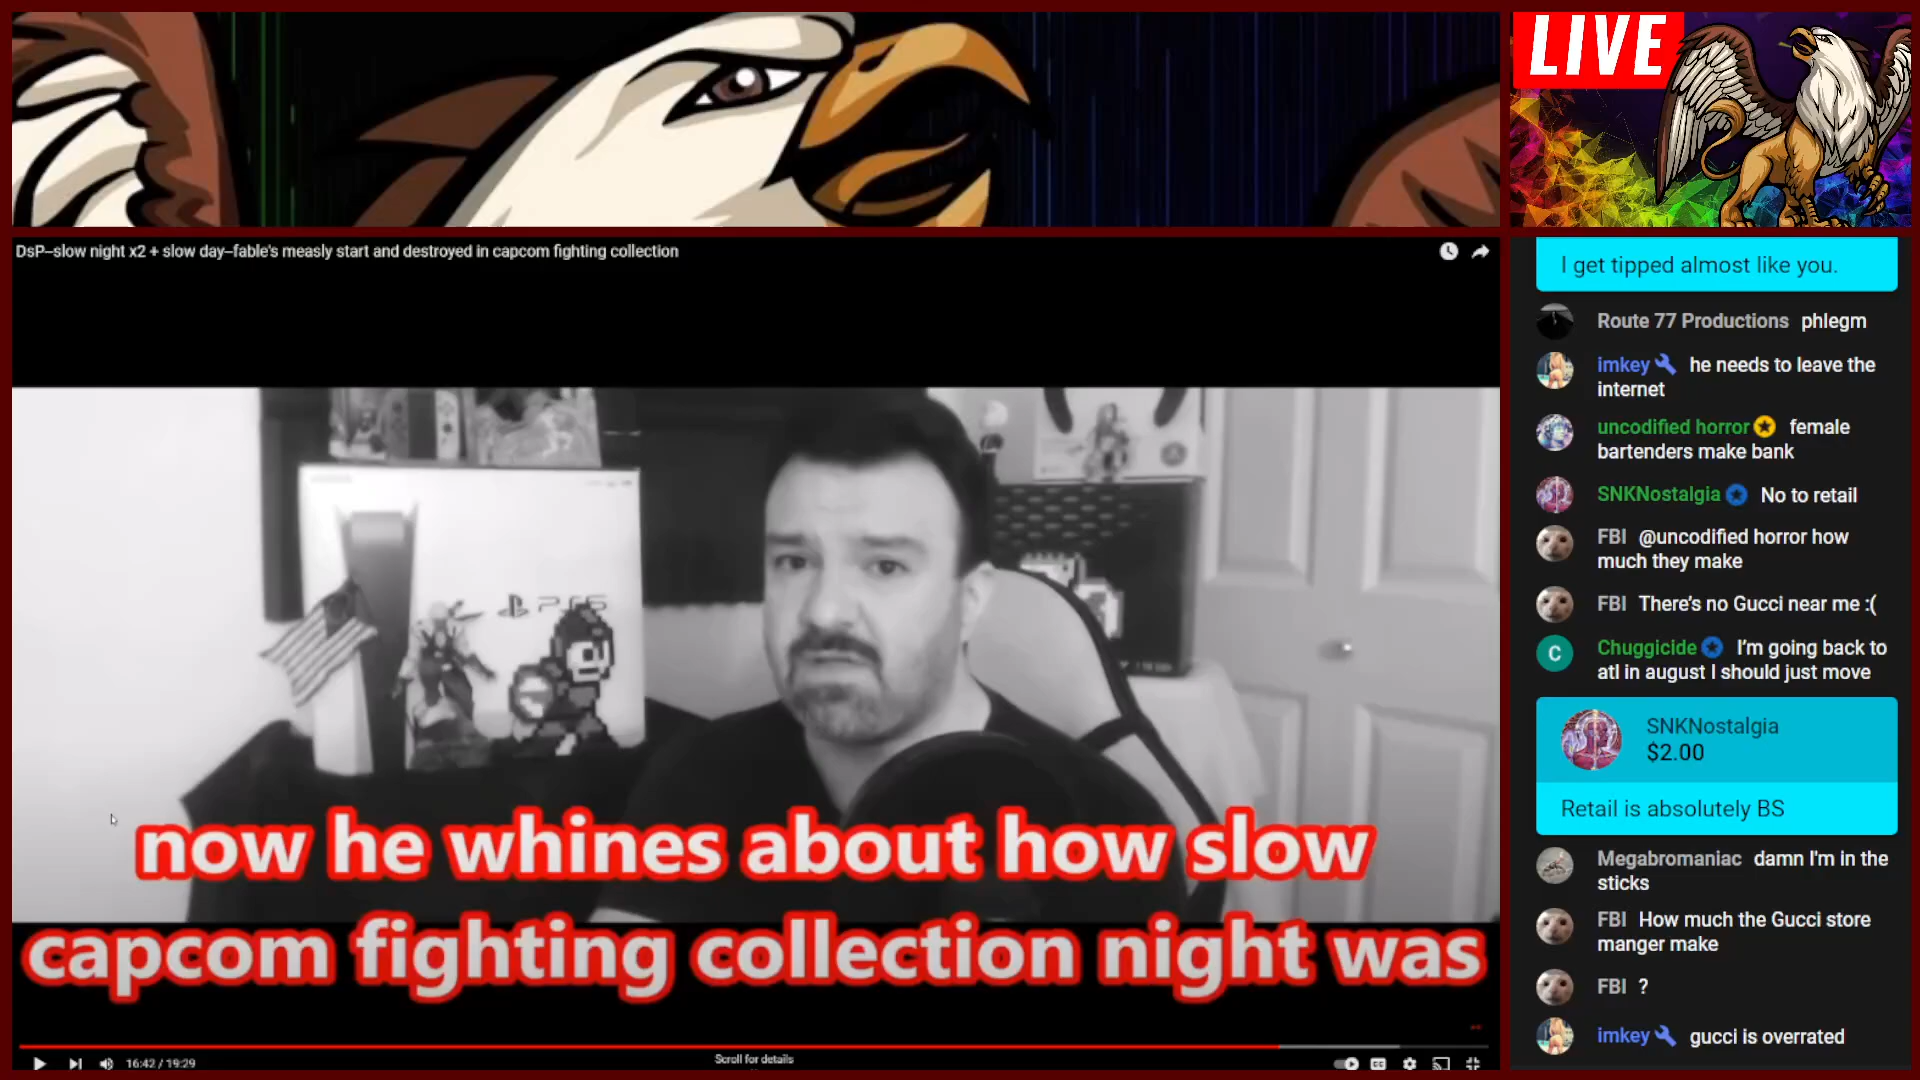 LIVE
DsP--slow night x2 + slow day--fable's measly start and destroyed in capcom fighting collection
I get tipped almost like you.
Route 77 Productions phlegm
imkey he needs to leave the
internet
uncodified horror female
bartenders make bank
SNKNostalgia No to retail
FBI @uncodified horror how
much they make
FBI There's no Gucci near me :(
C
Chuggicide I'm going back to
atl in august I should just move
SNKNostalgia
$2.00
Retail is absolutely BS
Megabromaniac damn I'm in the
sticks
FBI How much the Gucci store
manger make
FBI ?
imkey gucci is overrated
PS5
now he whines about how slow
capcom fighting collection night was
16:42 / 19:29
Scroll for details
CC